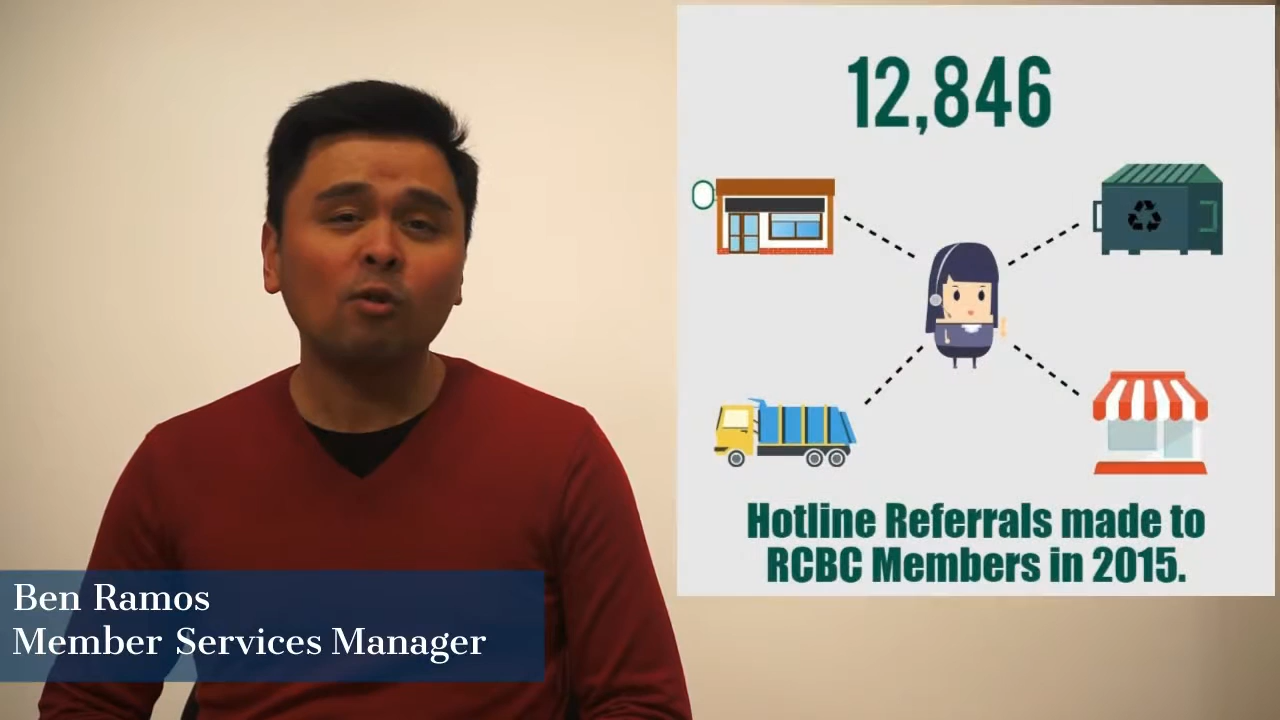 12,846
Hotline Referrals made to
RCBC Members in 2015.
Ben Ramos
Member Services Manager